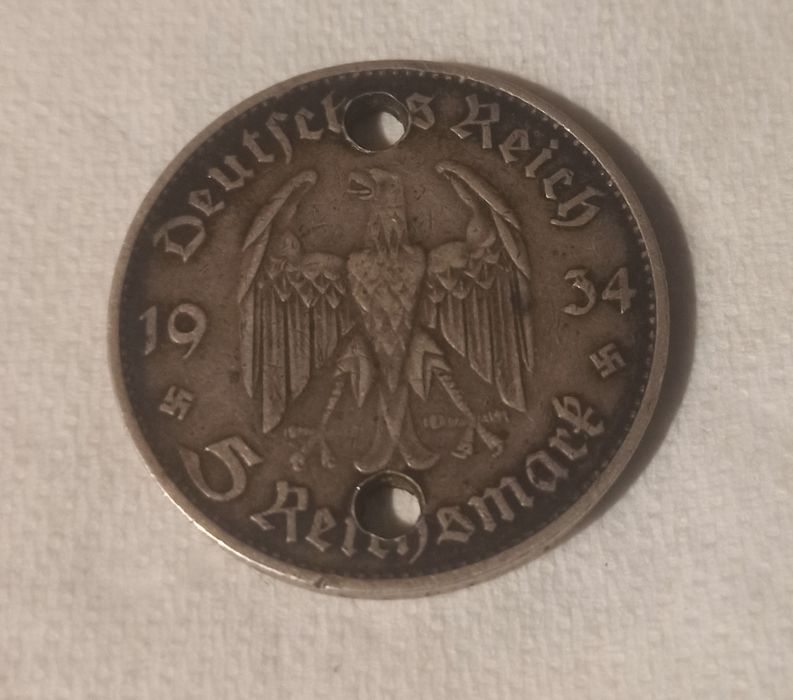 Deutsches Reich
19 34
5 Reichsmark